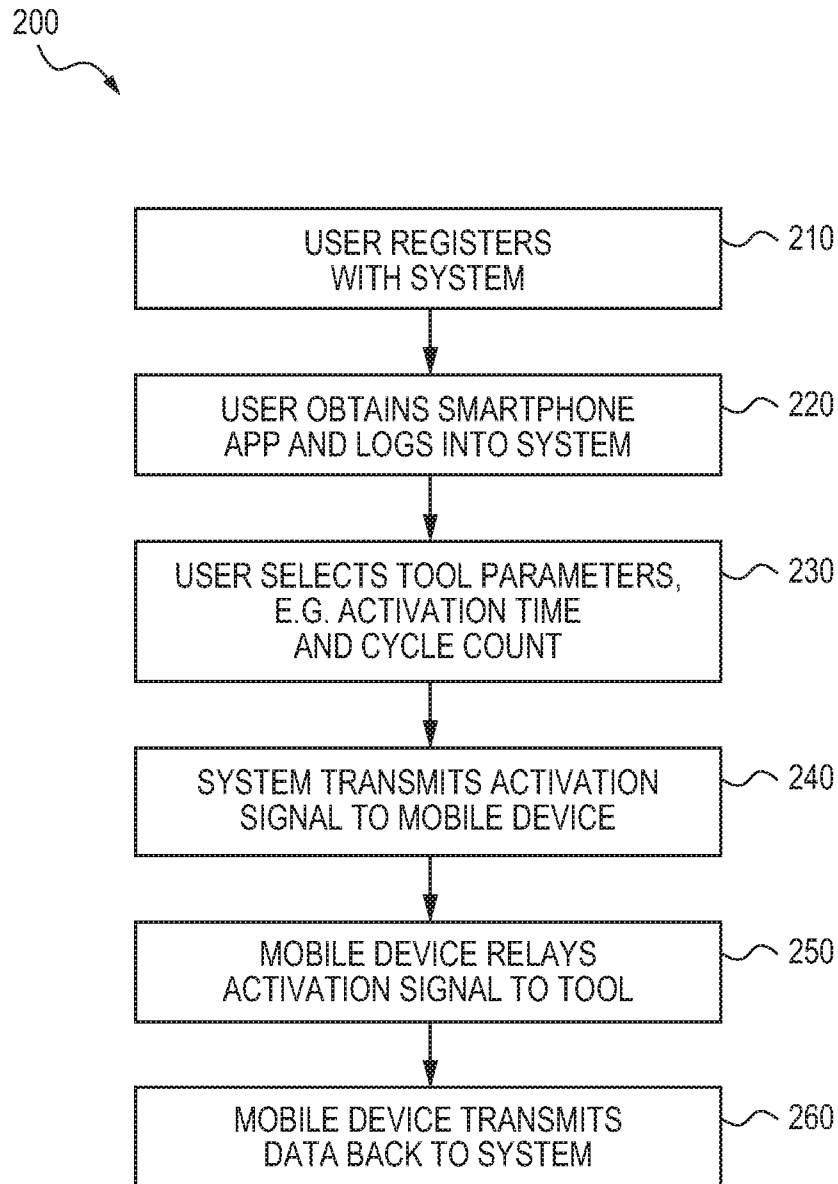 200
USER REGISTERS
WITH SYSTEM
210
USER OBTAINS SMARTPHONE
APP AND LOGS INTO SYSTEM
220
USER SELECTS TOOL PARAMETERS,
E.G. ACTIVATION TIME
AND CYCLE COUNT
230
SYSTEM TRANSMITS ACTIVATION
SIGNAL TO MOBILE DEVICE
240
MOBILE DEVICE RELAYS
ACTIVATION SIGNAL TO TOOL
250
MOBILE DEVICE TRANSMITS
DATA BACK TO SYSTEM
260